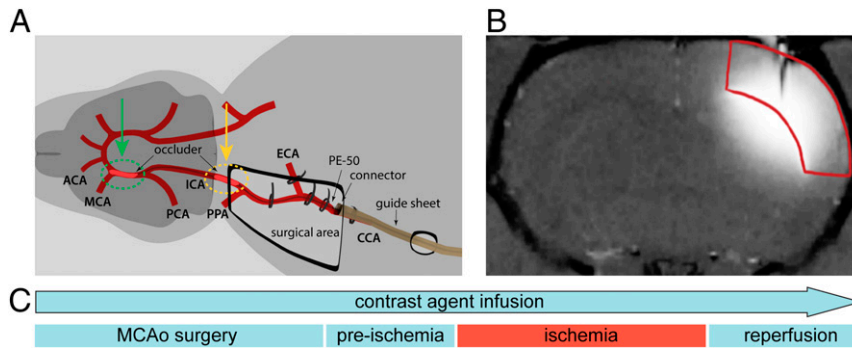 A
B
occluder
ECA
PE-50
connector
ACA
ICA
guide sheet
MCA
PCA
PPA
surgical area
CCA
C
contrast agent infusion
MCAo surgery
pre-ischemia
ischemia
reperfusion